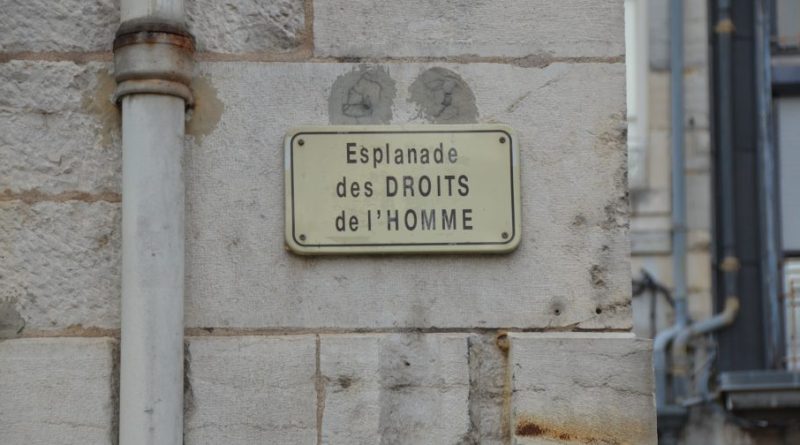 Esplanade
des DROITS
de l'HOMME